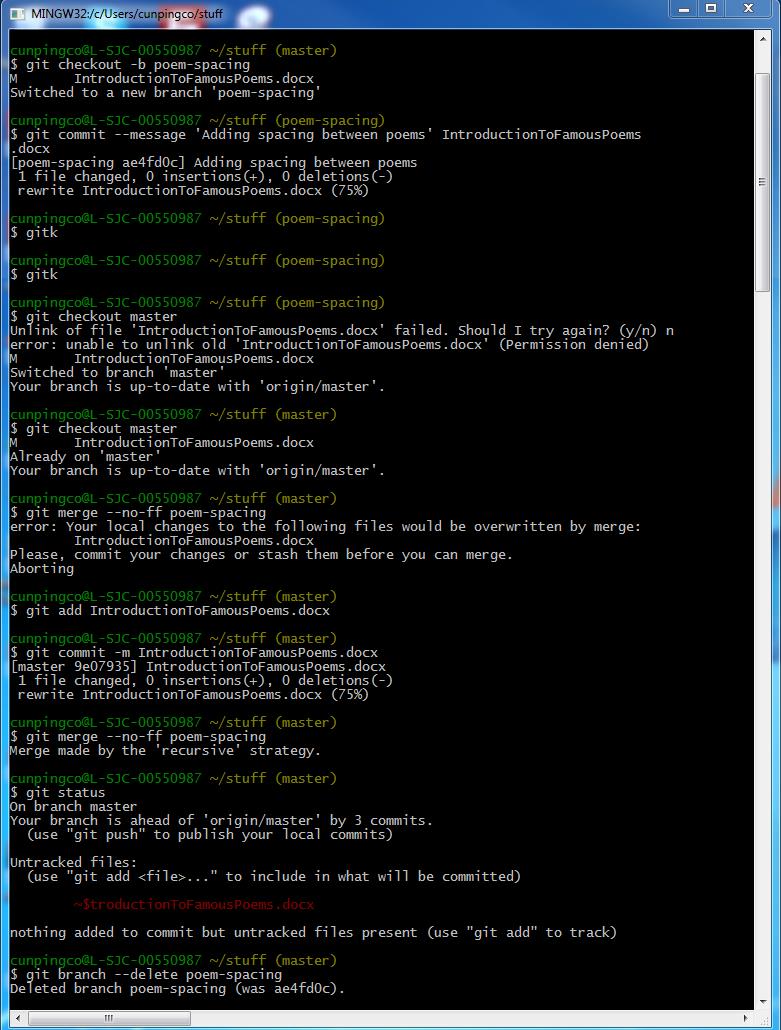 MINGW32:/c/Users/cunpingco/stuff
cunpingco@L-SJC-00550987 ~/stuff (master)
$ git checkout -b poem-spacing
M       IntroductionToFamousPoems.docx
Switched to a new branch 'poem-spacing'
cunpingco@L-SJC-00550987 ~/stuff (poem-spacing)
$ git commit --message 'Adding spacing between poems' IntroductionToFamousPoems
.docx
[poem-spacing ae4fd0c] Adding spacing between poems
 1 file changed, 0 insertions(+), 0 deletions(-)
 rewrite IntroductionToFamousPoems.docx (75%)
cunpingco@L-SJC-00550987 ~/stuff (poem-spacing)
$ gitk
cunpingco@L-SJC-00550987 ~/stuff (poem-spacing)
$ gitk
cunpingco@L-SJC-00550987 ~/stuff (poem-spacing)
$ git checkout master
Unlink of file 'IntroductionToFamousPoems.docx' failed. Should I try again? (y/n) n
error: unable to unlink old 'IntroductionToFamousPoems.docx' (Permission denied)
M       IntroductionToFamousPoems.docx
Switched to branch 'master'
Your branch is up-to-date with 'origin/master'.
cunpingco@L-SJC-00550987 ~/stuff (master)
$ git checkout master
M       IntroductionToFamousPoems.docx
Already on 'master'
Your branch is up-to-date with 'origin/master'.
cunpingco@L-SJC-00550987 ~/stuff (master)
$ git merge --no-ff poem-spacing
error: Your local changes to the following files would be overwritten by merge:
        IntroductionToFamousPoems.docx
Please, commit your changes or stash them before you can merge.
Aborting
cunpingco@L-SJC-00550987 ~/stuff (master)
$ git add IntroductionToFamousPoems.docx
cunpingco@L-SJC-00550987 ~/stuff (master)
$ git commit -m IntroductionToFamousPoems.docx
[master 9e07935] IntroductionToFamousPoems.docx
 1 file changed, 0 insertions(+), 0 deletions(-)
 rewrite IntroductionToFamousPoems.docx (75%)
cunpingco@L-SJC-00550987 ~/stuff (master)
$ git merge --no-ff poem-spacing
Merge made by the 'recursive' strategy.
cunpingco@L-SJC-00550987 ~/stuff (master)
$ git status
On branch master
Your branch is ahead of 'origin/master' by 3 commits.
  (use "git push" to publish your local commits)
Untracked files:
  (use "git add <file>..." to include in what will be committed)
        ~$troductionToFamousPoems.docx
nothing added to commit but untracked files present (use "git add" to track)
cunpingco@L-SJC-00550987 ~/stuff (master)
$ git branch --delete poem-spacing
Deleted branch poem-spacing (was ae4fd0c).